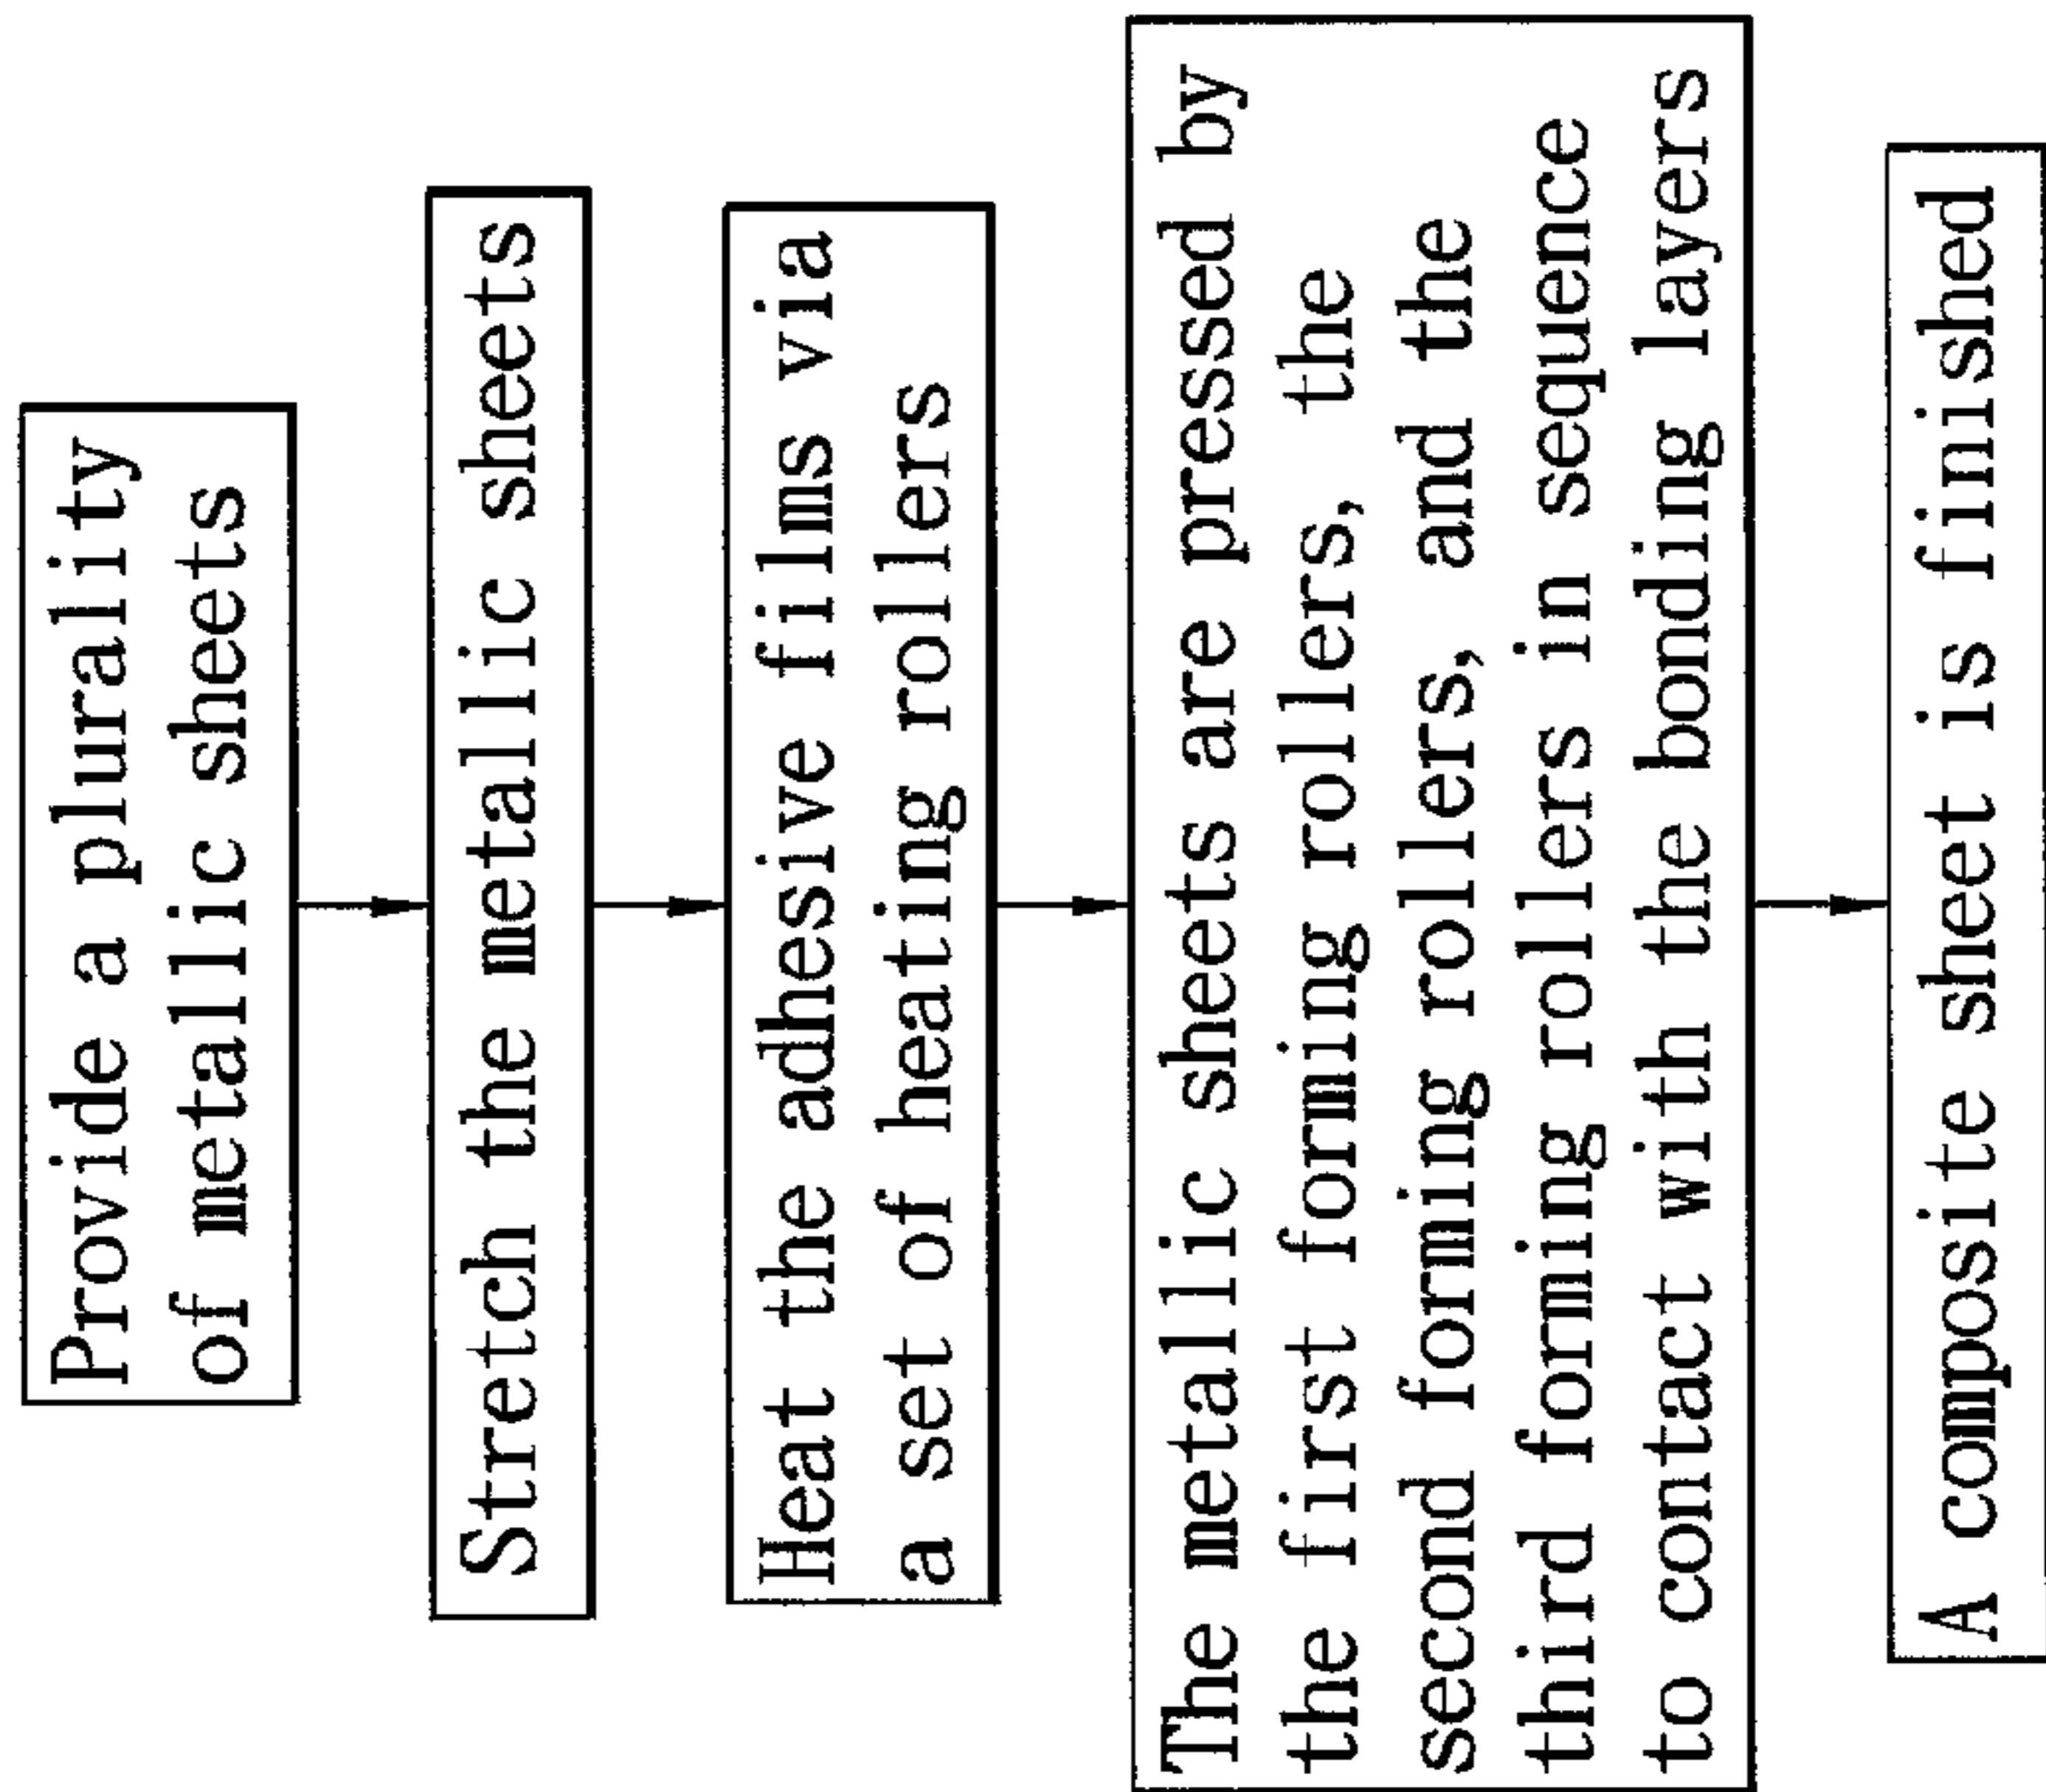 Provide a plurality
of metallic sheets
Stretch the metallic sheets
Heat the adhesive films via
a set of heating rollers
The metallic sheets are pressed by
the first forming rollers, the
second forming rollers, and the
third forming rollers in sequence
to contact with the bonding layers
A composite sheet is finished